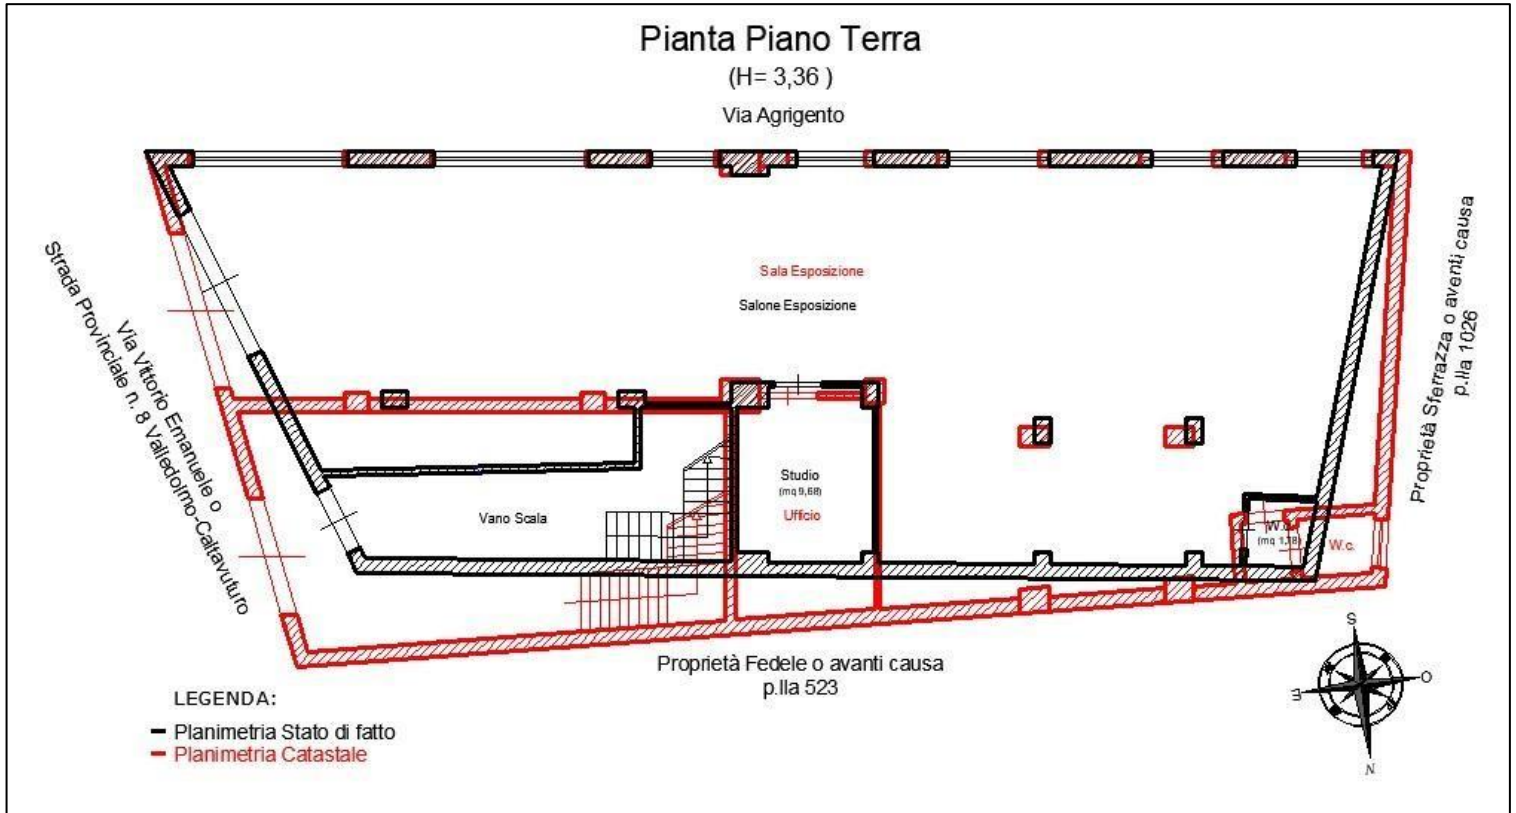 Pianta Piano Terra
(H= 3,36 )
Via Agrigento
Sala Esposizione
Salone Esposizione
Via Vittorio Emanuele o
Strada Provinciale n. 8 Valledolmo-Caltavuturo
Proprietà Sferrazza o aventi causa
p.lla 1026
Studio
(mq 9,68)
Ufficio
Vano Scala
W.c.
(mq 1,18)
W.c.
Proprietà Fedele o avanti causa
p.lla 523
S
E
O
N
LEGENDA:
Planimetria Stato di fatto
Planimetria Catastale